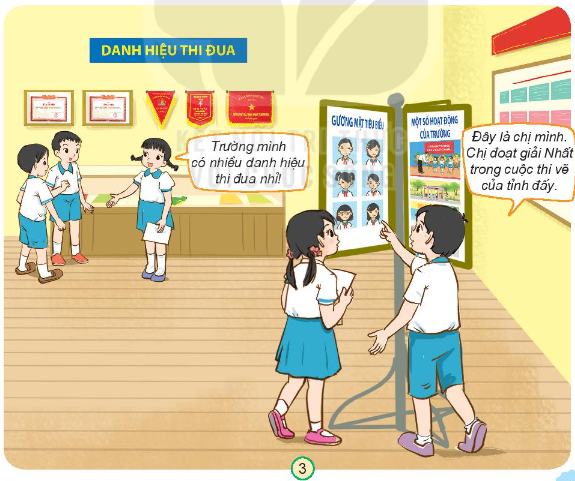 DANH HIỆU THI ĐUA
Trường mình
có nhiều danh hiệu
thi đua nhỉ!
GƯƠNG MẶT TIÊU BIỂU
MỘT SỐ HOẠT ĐỘNG
CỦA TRƯỜNG
Đây là chị mình.
Chị đoạt giải Nhất
trong cuộc thi vẽ
của tỉnh đấy.
3